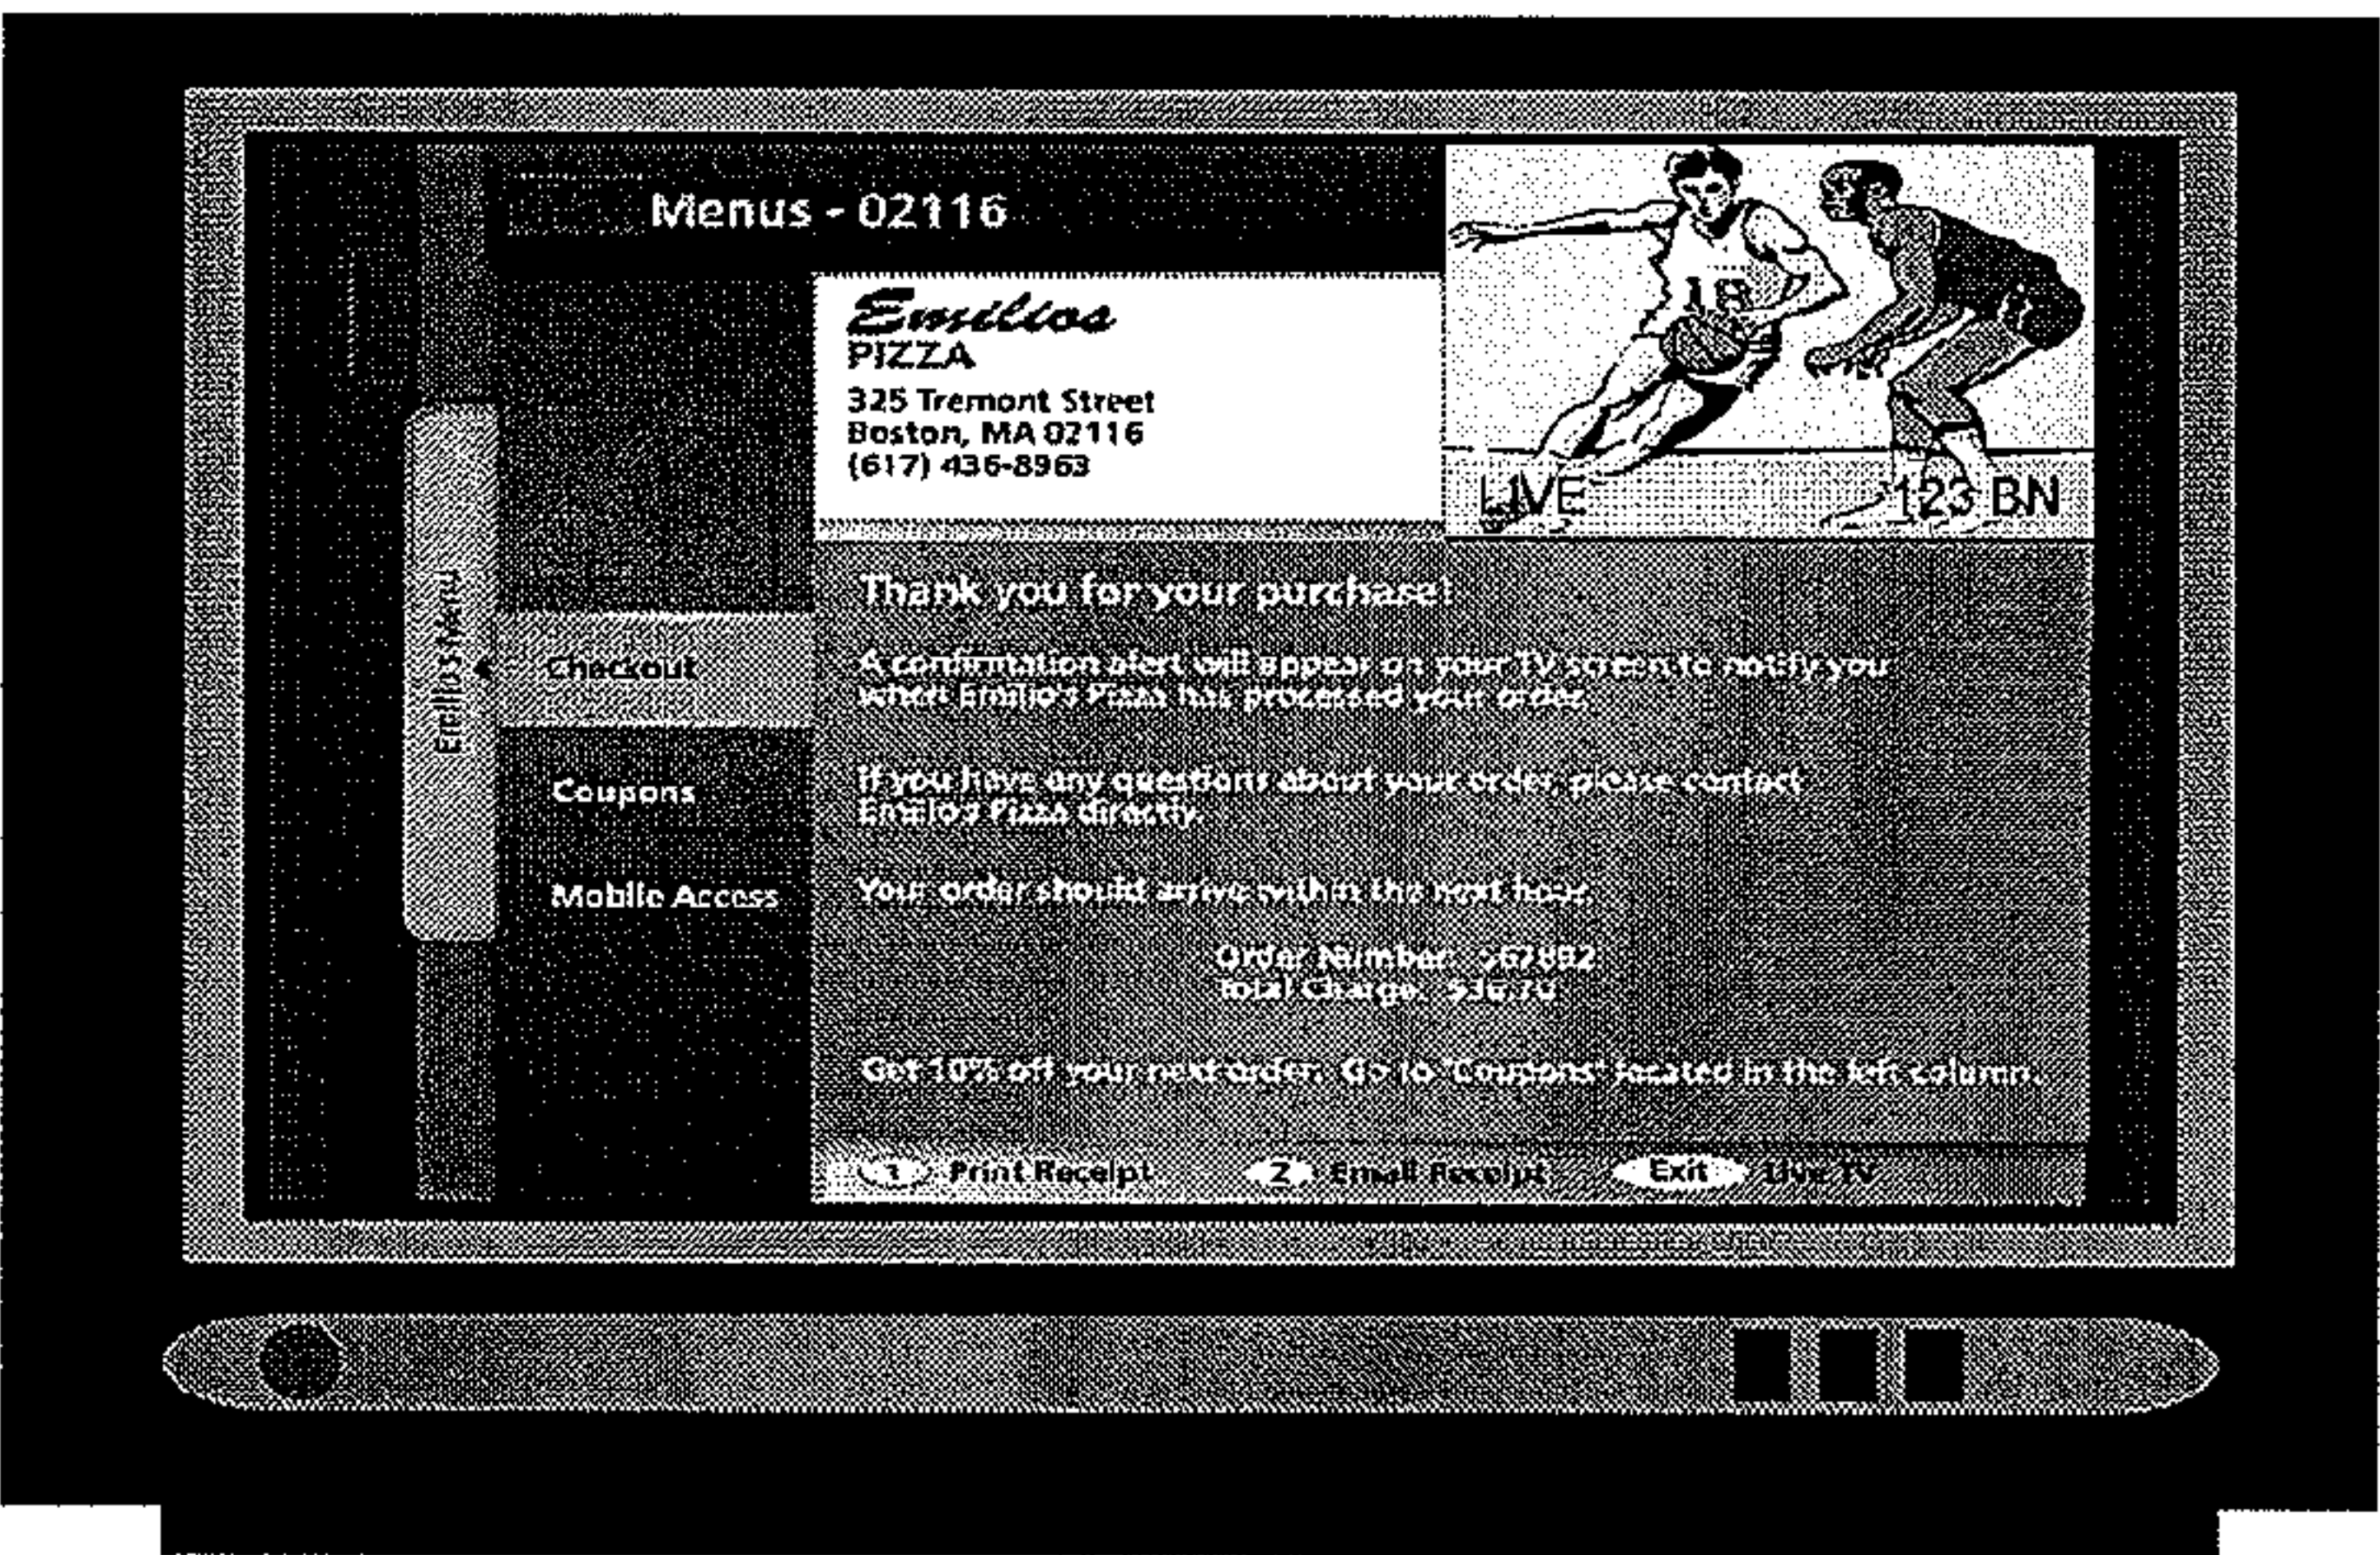 Menus - 02116
Emilios
PIZZA
325 Tremont Street
Boston, MA 02116
(617) 436-8963
LIVE
123 BN
Emilio's Menu
Checkout
Coupons
Mobile Access
Thank you for your purchase!
A confirmation alert will appear on your TV screen to notify you
when Emilio's Pizza has processed your order.
If you have any questions about your order, please contact
Emilio's Pizza directly.
Your order should arrive within the next hour.
Order Number:
Total Charge: $36.70
Get 10% off your next order. Go to "Coupons" located in the left column.
1 Print Receipt
2 Email Receipt
Exit Live TV